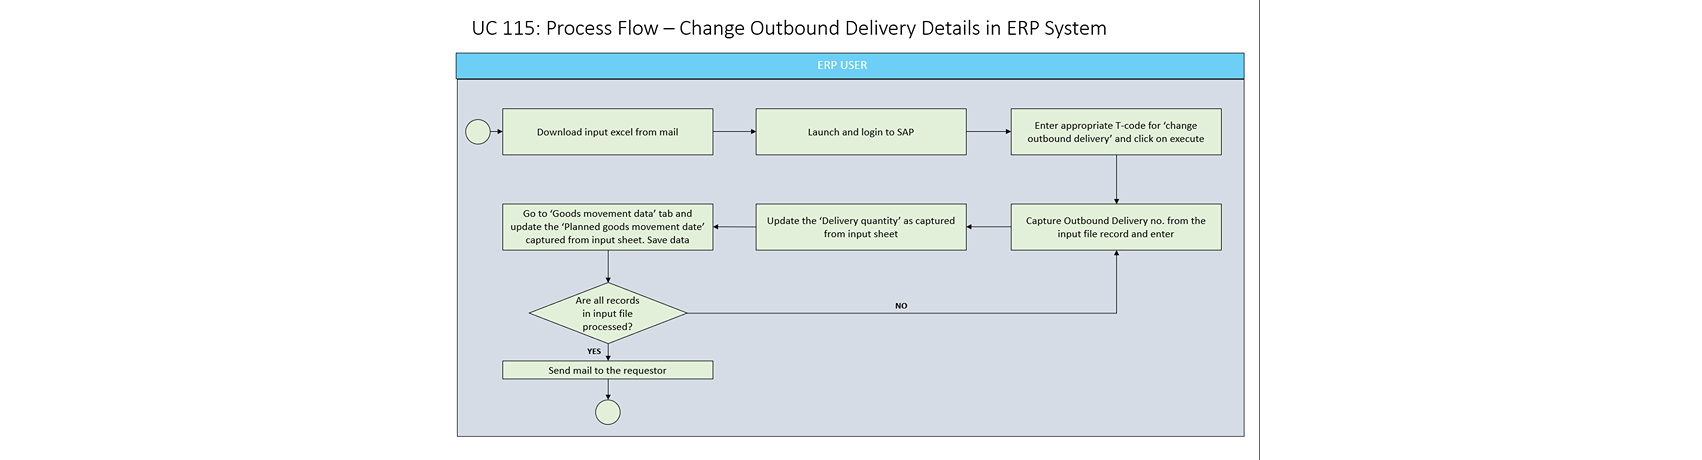 UC 115: Process Flow – Change Outbound Delivery Details in ERP System
ERP USER
Download input excel from mail
Launch and login to SAP
Enter appropriate T-code for ‘change
outbound delivery’ and click on execute
Capture Outbound Delivery no. from the
input file record and enter
Update the ‘Delivery quantity’ as captured
from input sheet
Go to ‘Goods movement data’ tab and
update the ‘Planned goods movement date’
captured from input sheet. Save data
Are all records
in input file
processed?
NO
YES
Send mail to the requestor